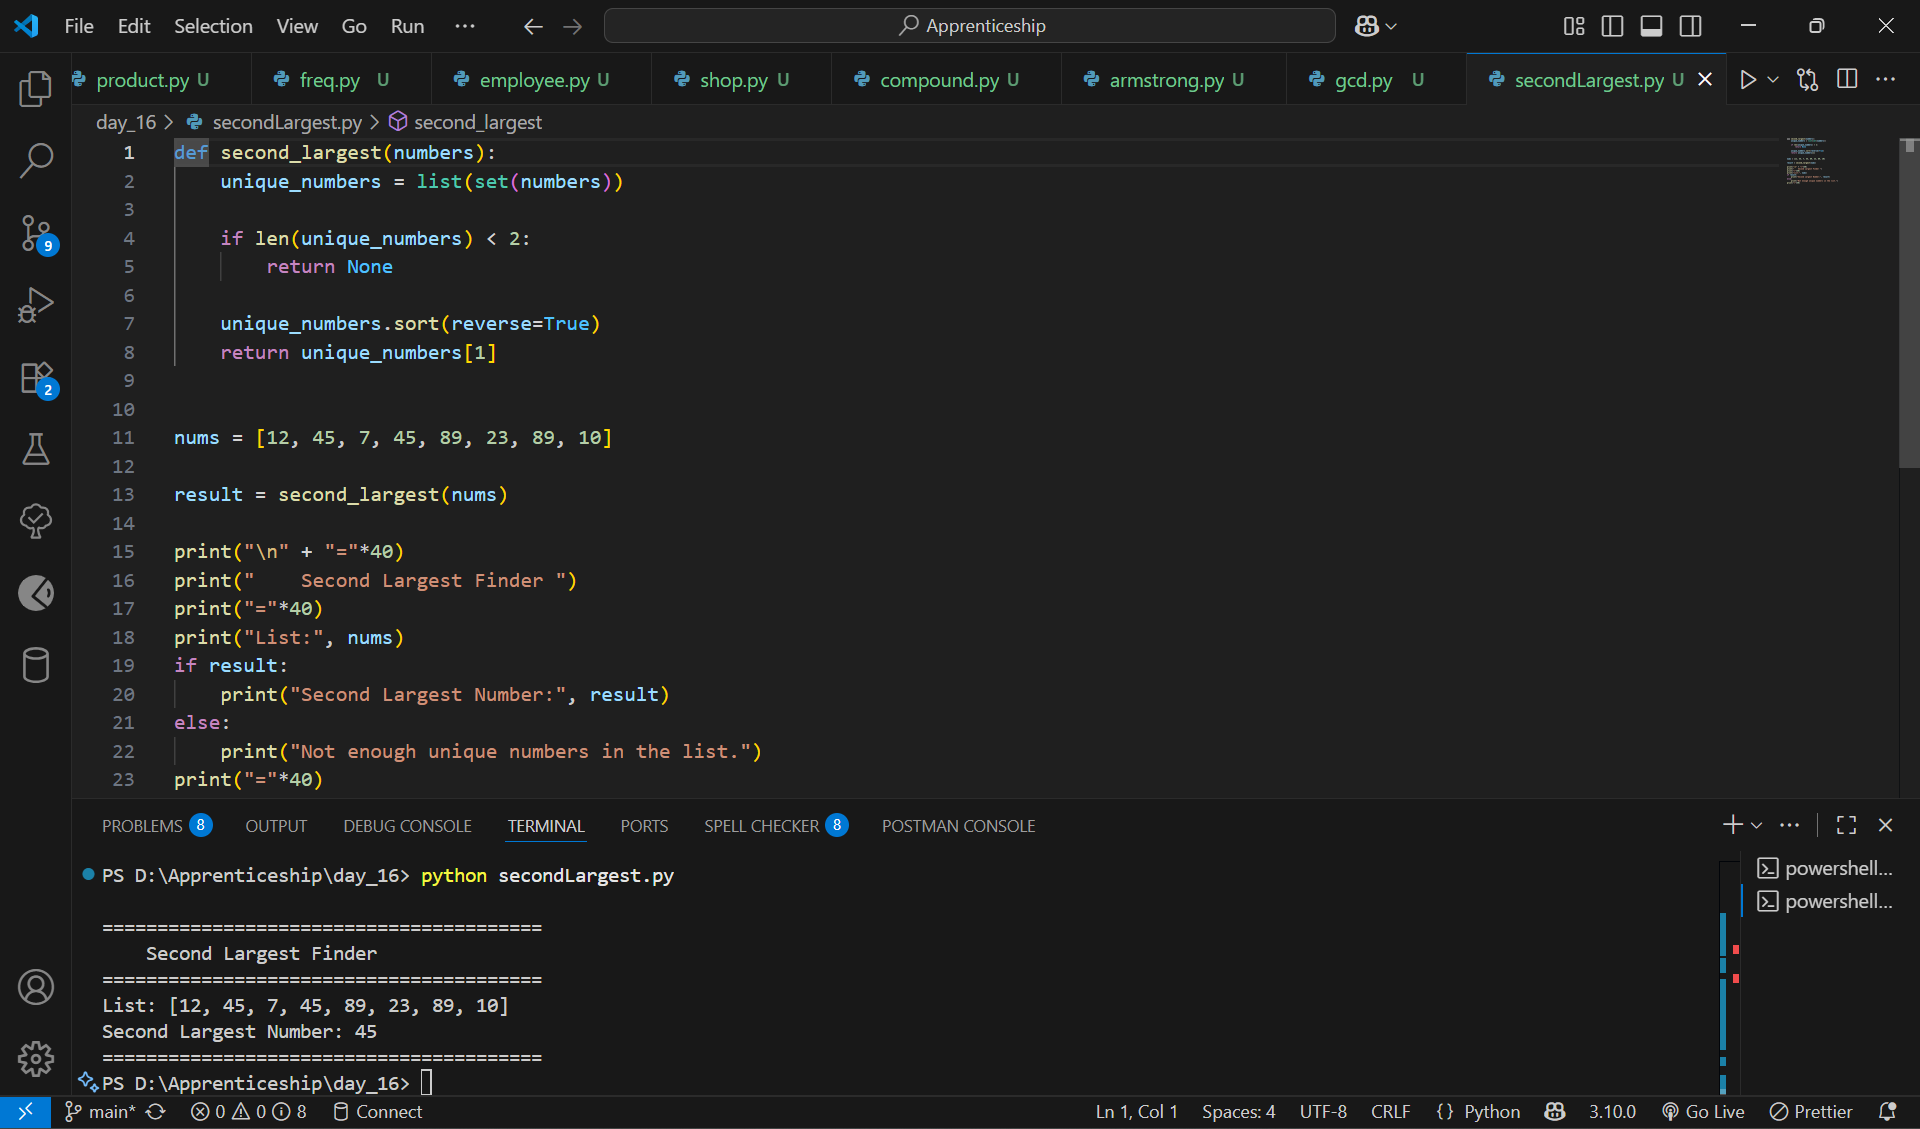 File Edit Selection View Go Run ··· Apprenticeship
product.py U freq.py U employee.py U shop.py U compound.py U armstrong.py U gcd.py U secondLargest.py U
day_16 > secondLargest.py > second_largest
1 def second_largest(numbers):
2     unique_numbers = list(set(numbers))
3
4     if len(unique_numbers) < 2:
5         return None
6
7     unique_numbers.sort(reverse=True)
8     return unique_numbers[1]
9
10
11 nums = [12, 45, 7, 45, 89, 23, 89, 10]
12
13 result = second_largest(nums)
14
15 print("\n" + "="*40)
16 print("    Second Largest Finder ")
17 print("="*40)
18 print("List:", nums)
19 if result:
20     print("Second Largest Number:", result)
21 else:
22     print("Not enough unique numbers in the list.")
23 print("="*40)
9
2
PROBLEMS 8 OUTPUT DEBUG CONSOLE TERMINAL PORTS SPELL CHECKER 8 POSTMAN CONSOLE
PS D:\Apprenticeship\day_16> python secondLargest.py
========================================
    Second Largest Finder
========================================
List: [12, 45, 7, 45, 89, 23, 89, 10]
Second Largest Number: 45
========================================
PS D:\Apprenticeship\day_16>
powershell...
powershell...
main* 0 0 8 Connect Ln 1, Col 1 Spaces: 4 UTF-8 CRLF {} Python 3.10.0 Go Live Prettier